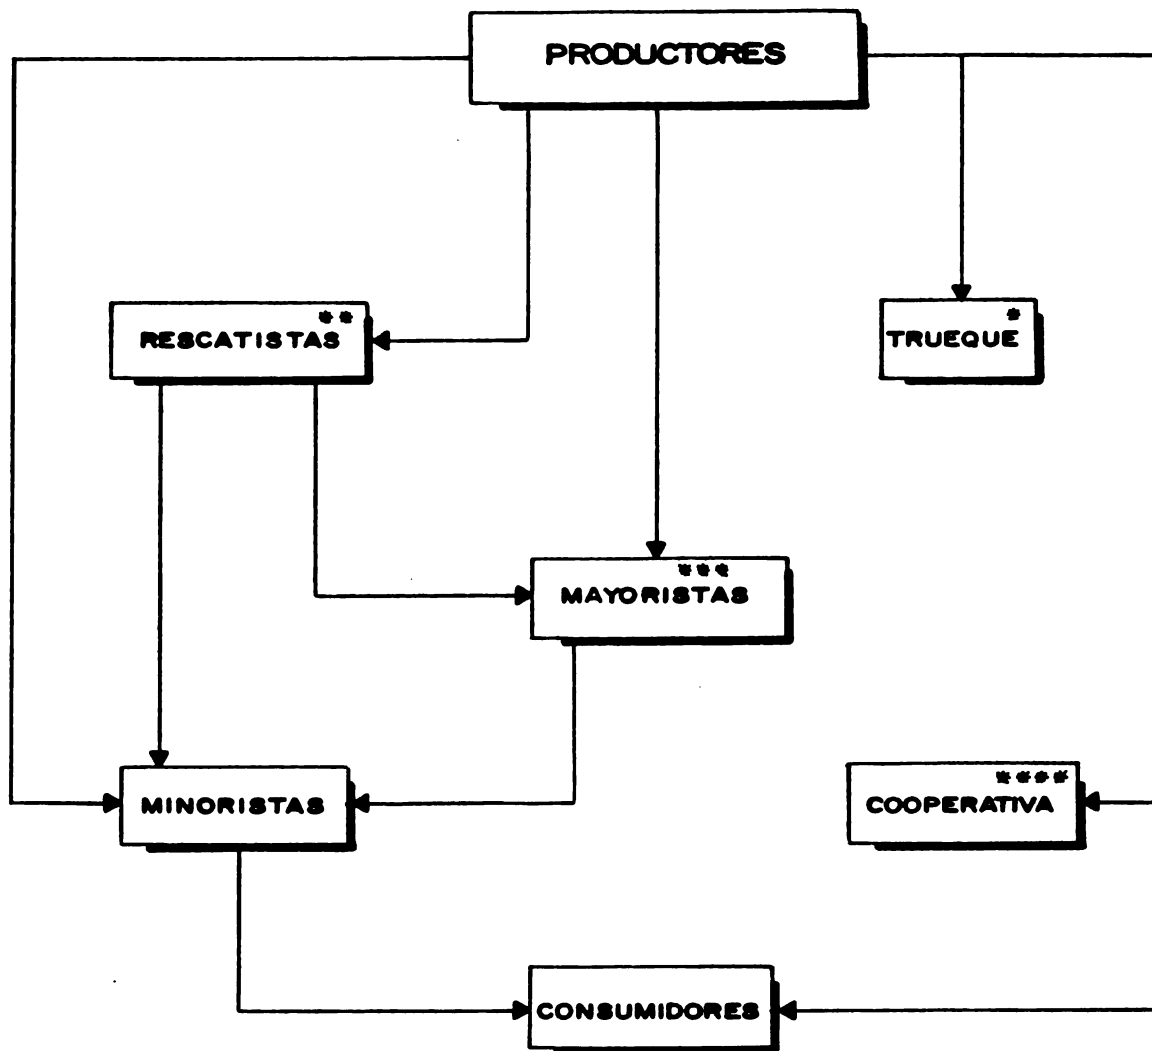 PRODUCTORES
**
RESCATISTAS
*
TRUEQUE
***
MAYORISTAS
MINORISTAS
****
COOPERATIVA
CONSUMIDORES